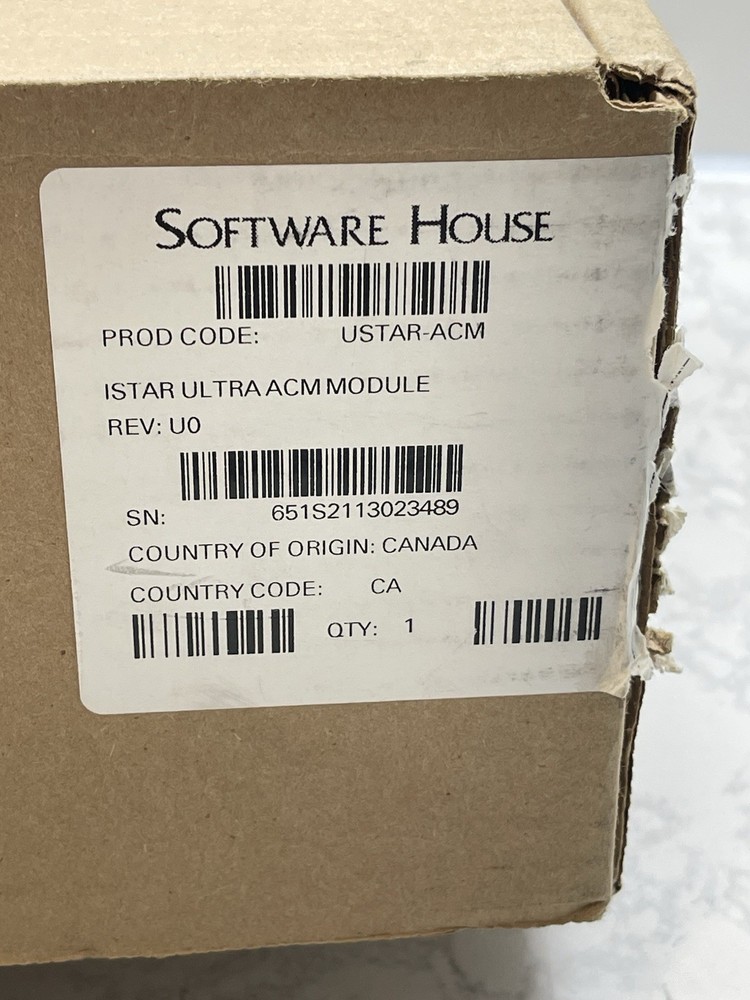 SOFTWARE HOUSE
PROD CODE: USTAR-ACM
ISTAR ULTRA ACM MODULE
REV: U0
SN: 651S2113023489
COUNTRY OF ORIGIN: CANADA
COUNTRY CODE: CA
QTY: 1